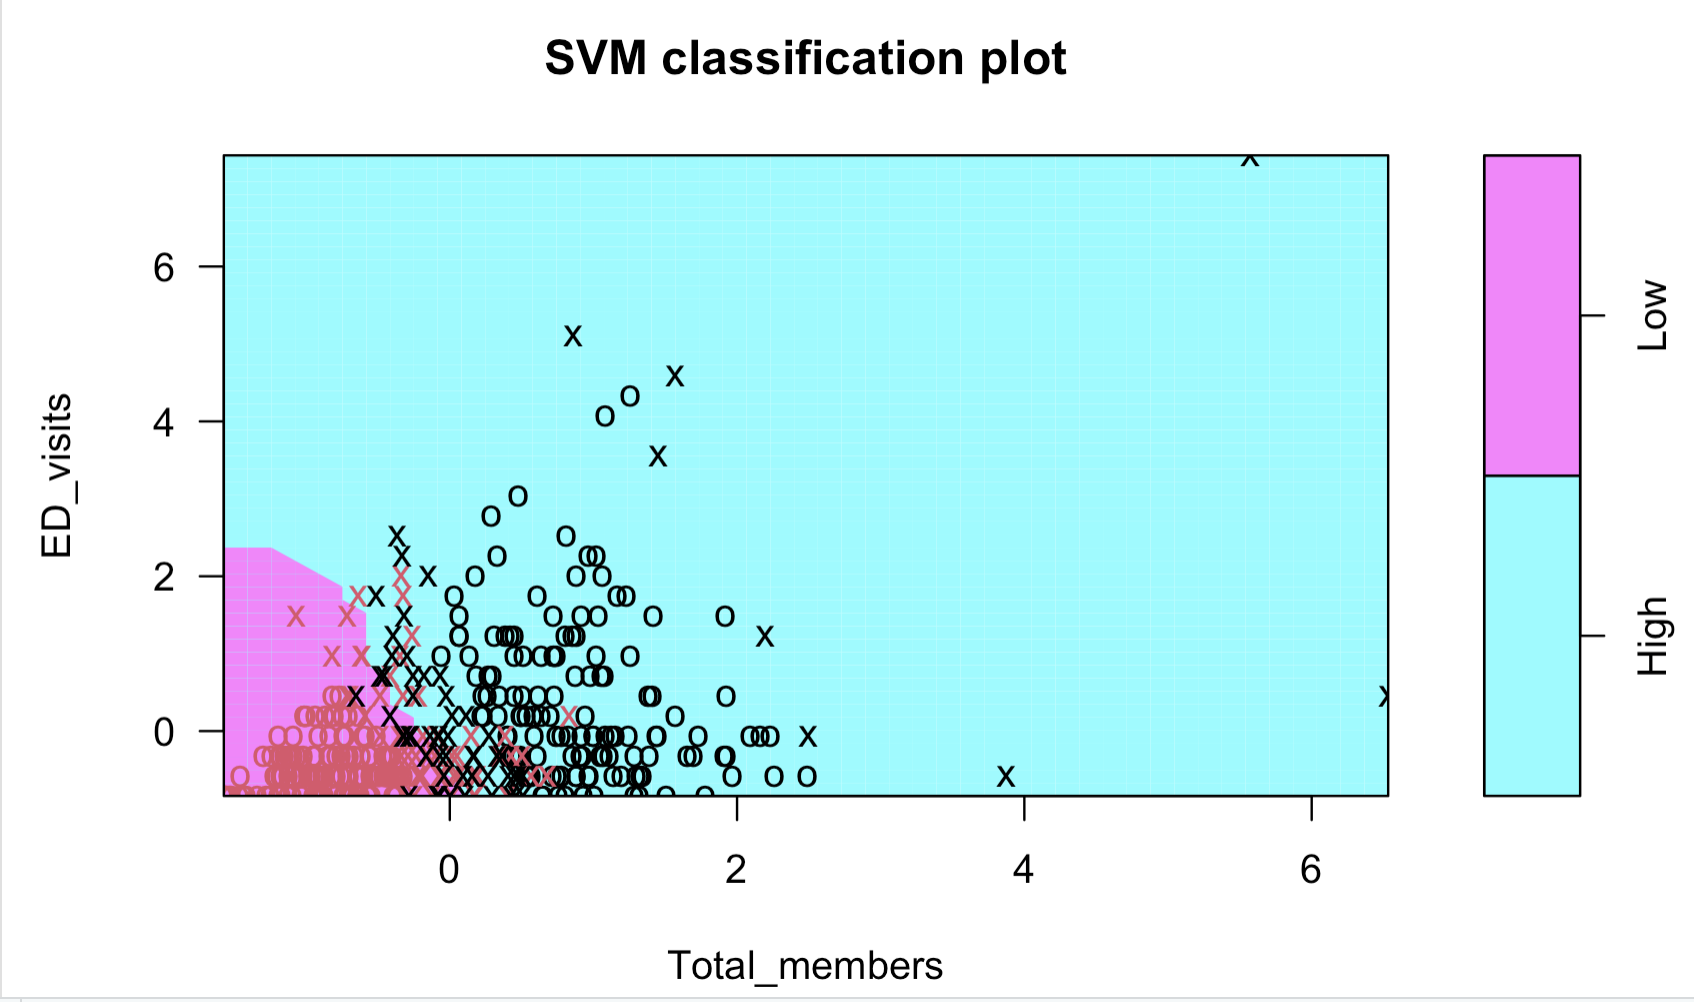 SVM classification plot
ED_visits
6
4
2
0
0 2 4 6
Total_members
Low
High